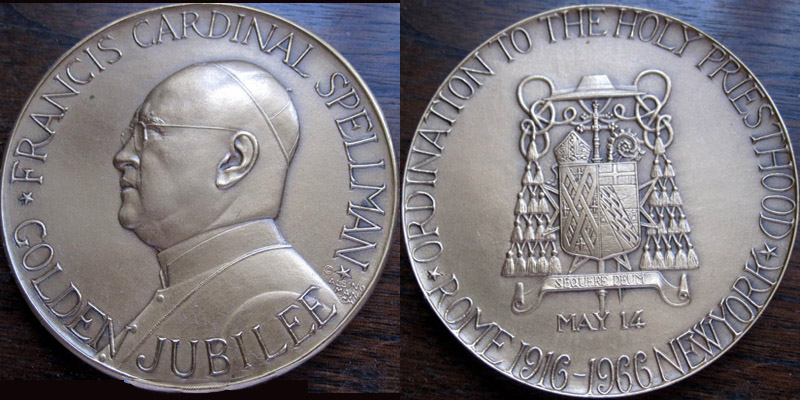 FRANCIS CARDINAL SPELLMAN
GOLDEN JUBILEE
ORDINATION TO THE HOLY PRIESTHOOD
SEQUERE DEUM
MAY 14
ROME 1916-1966 NEW YORK